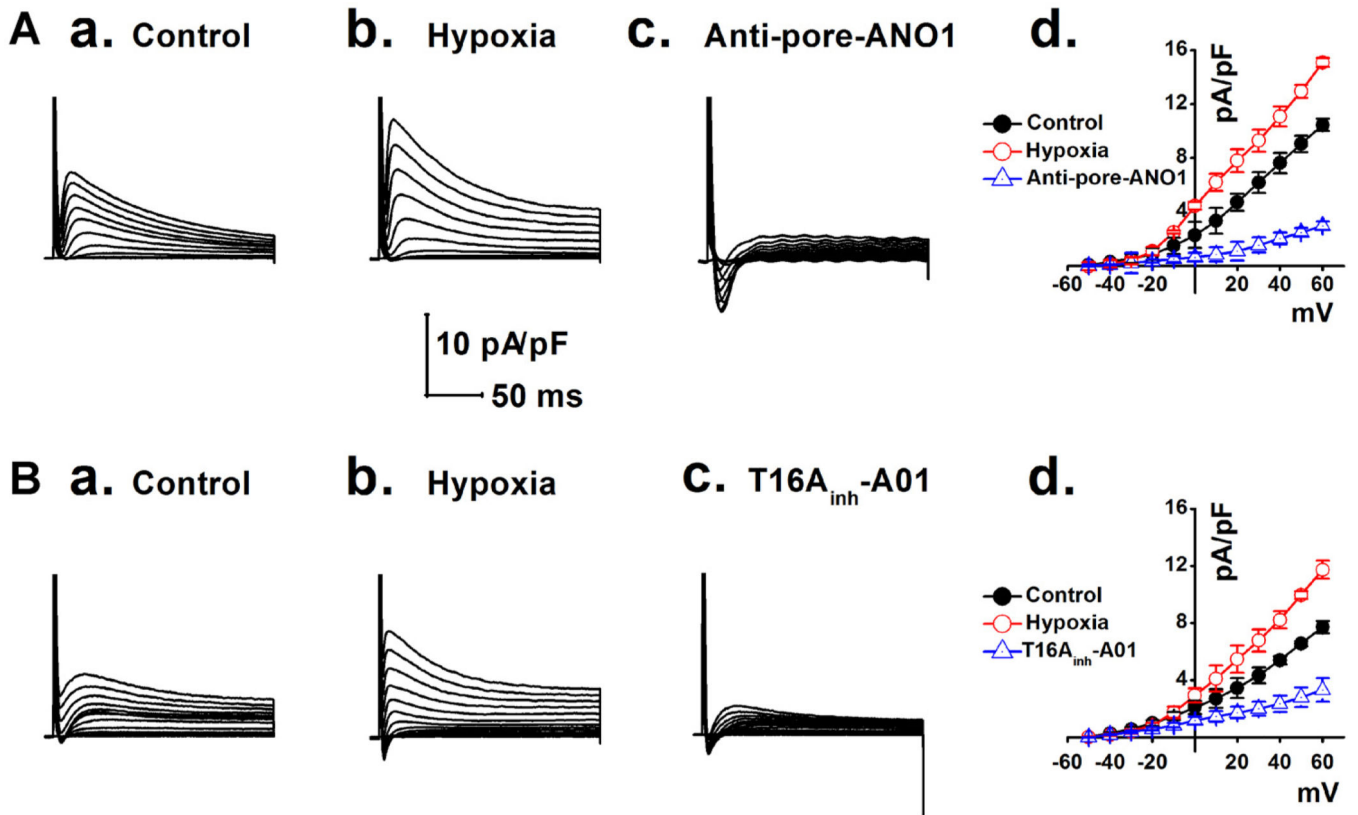 A a. Control
b. Hypoxia
c. Anti-pore-ANO1
d.
16
12
8
4
pA/pF
Control
Hypoxia
Anti-pore-ANO1
-60 -40 -20 20 40 60
mV
10 pA/pF
50 ms
B a. Control
b. Hypoxia
c. T16Ainh-A01
d.
16
12
8
4
pA/pF
Control
Hypoxia
T16Ainh-A01
-60 -40 -20 20 40 60
mV